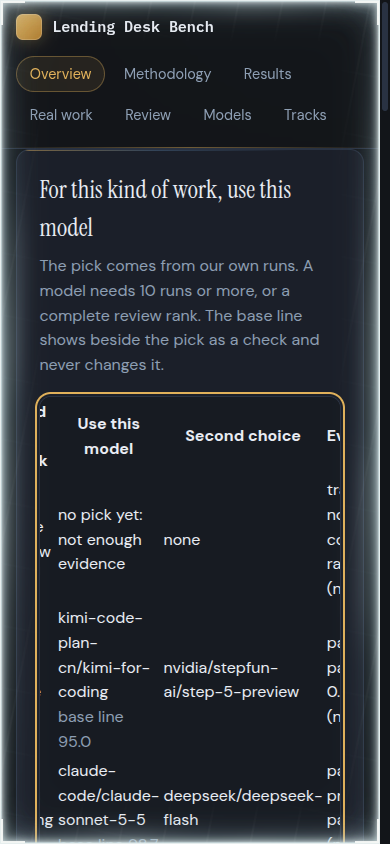 Lending Desk Bench
Overview Methodology Results
Real work Review Models Tracks
For this kind of work, use this
model
The pick comes from our own runs. A
model needs 10 runs or more, or a
complete review rank. The base line
shows beside the pick as a check and
never changes it.
Use this
model
Second choice
no pick yet:
not enough
evidence
none
kimi-code-
plan-
cn/kimi-for-
coding
base line
95.0
nvidia/stepfun-
ai/step-5-preview
claude-
code/claude-
sonnet-5-5
deepseek/deepseek-
flash